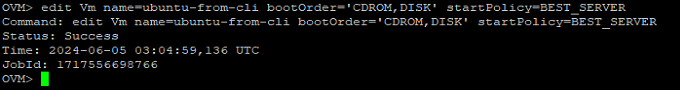 OVM> edit Vm name=ubuntu-from-cli bootOrder='CDROM,DISK' startPolicy=BEST_SERVER
Command: edit Vm name=ubuntu-from-cli bootOrder='CDROM,DISK' startPolicy=BEST_SERVER
Status: Success
Time: 2024-06-05 03:04:59,136 UTC
JobId: 1717556698766
OVM>